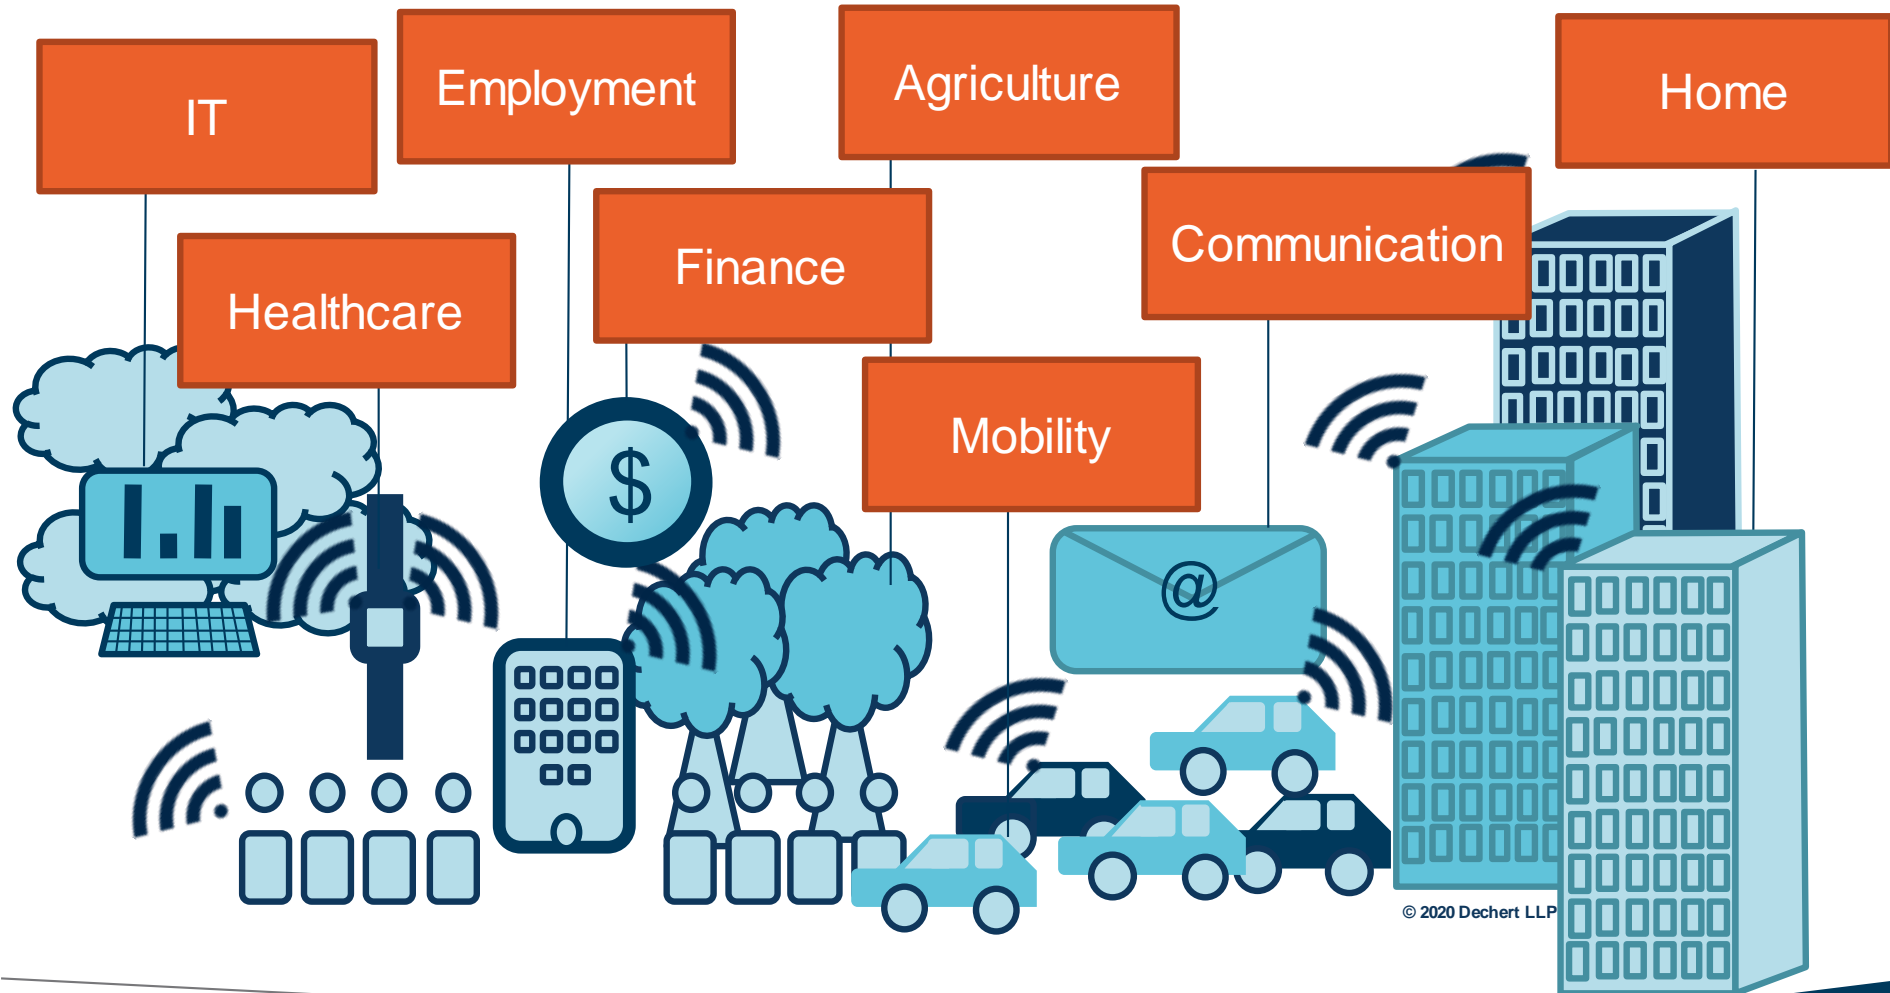 IT
Employment
Agriculture
Home
Healthcare
Finance
Communication
Mobility
$
@
© 2020 Dechert LLP